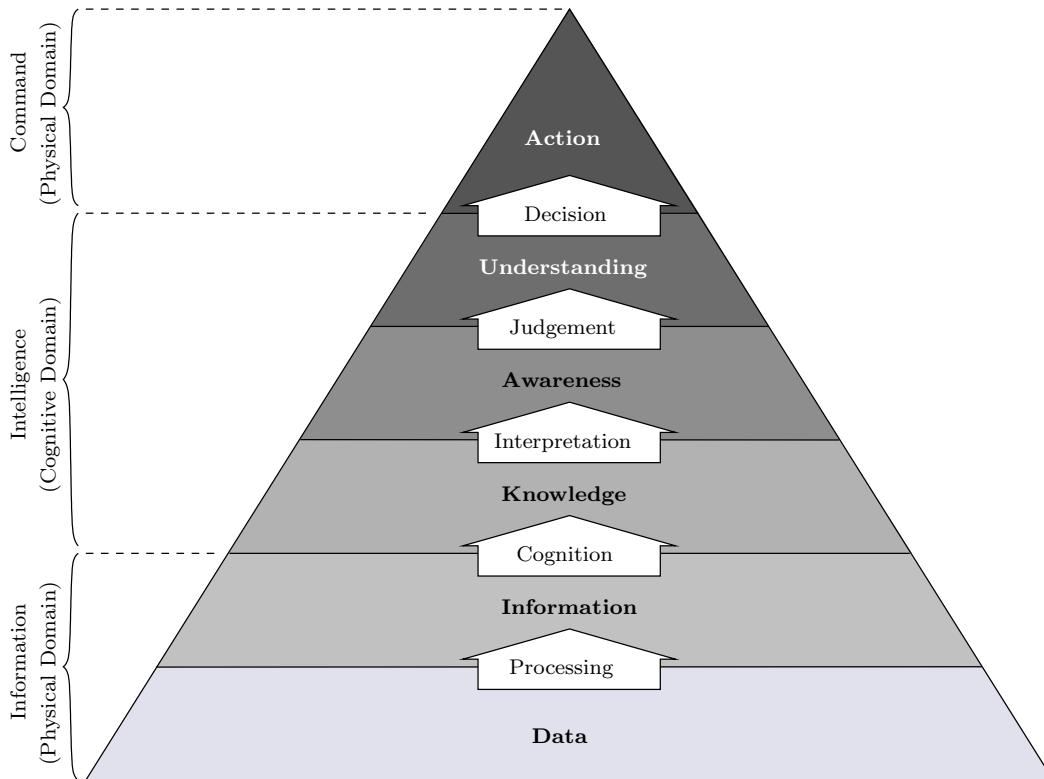 Command
(Physical Domain)
Action
Decision
Understanding
Judgement
Intelligence
(Cognitive Domain)
Awareness
Interpretation
Knowledge
Cognition
Information
(Physical Domain)
Information
Processing
Data